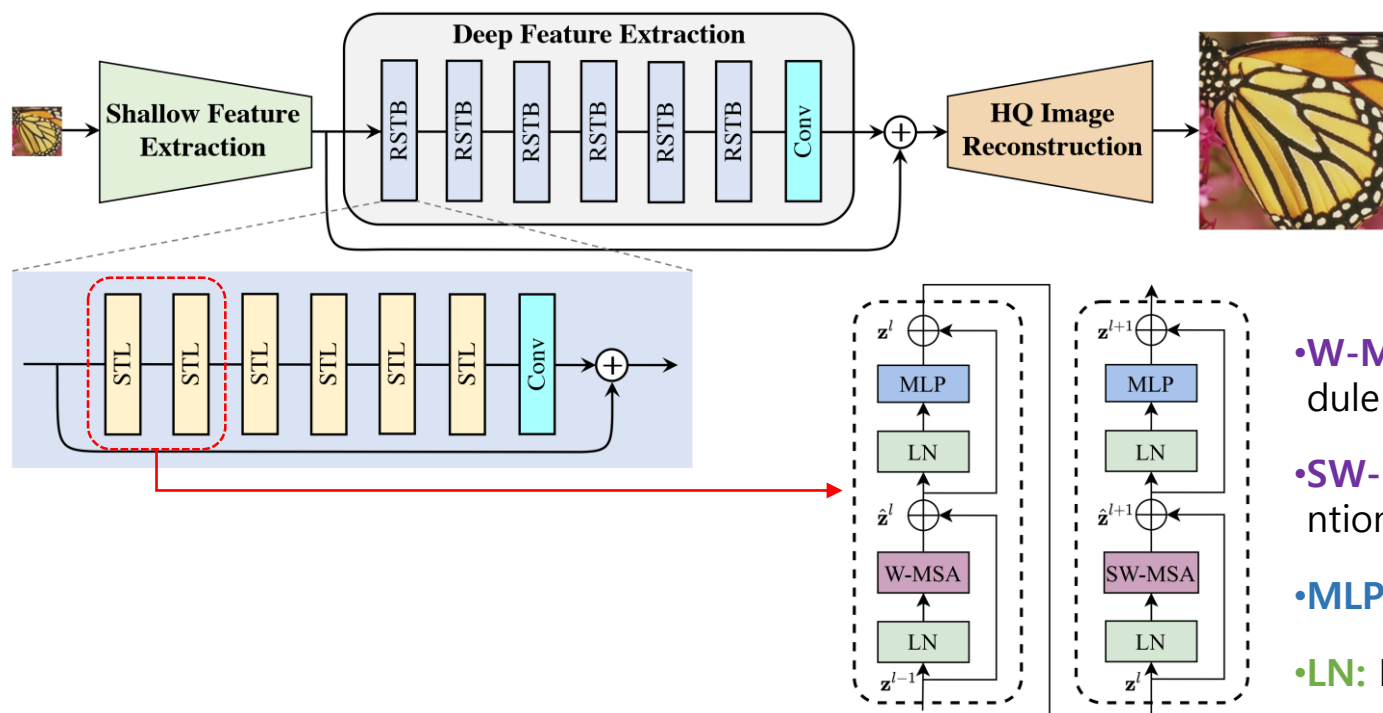 Deep Feature Extraction
Shallow Feature
Extraction
RSTB
RSTB
RSTB
RSTB
RSTB
RSTB
Conv
+
HQ Image
Reconstruction
STL
STL
STL
STL
STL
STL
Conv
+
z^l
MLP
LN
ẑ^l
W-MSA
LN
z^{l-1}
z^{l+1}
MLP
LN
ẑ^{l+1}
SW-MSA
LN
z^l
•W-M
dule
•SW-
ntion
•MLP
•LN: